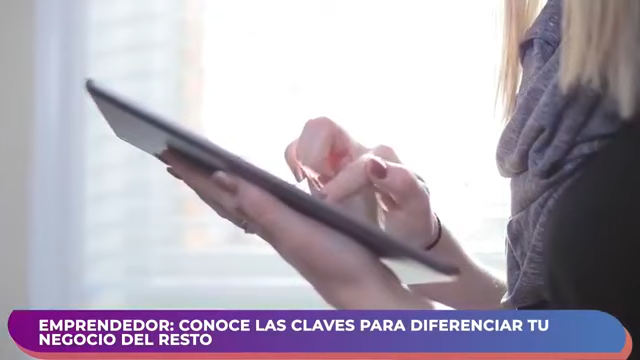 EMPRENDEDOR: CONOCE LAS CLAVES PARA DIFERENCIAR TU
NEGOCIO DEL RESTO